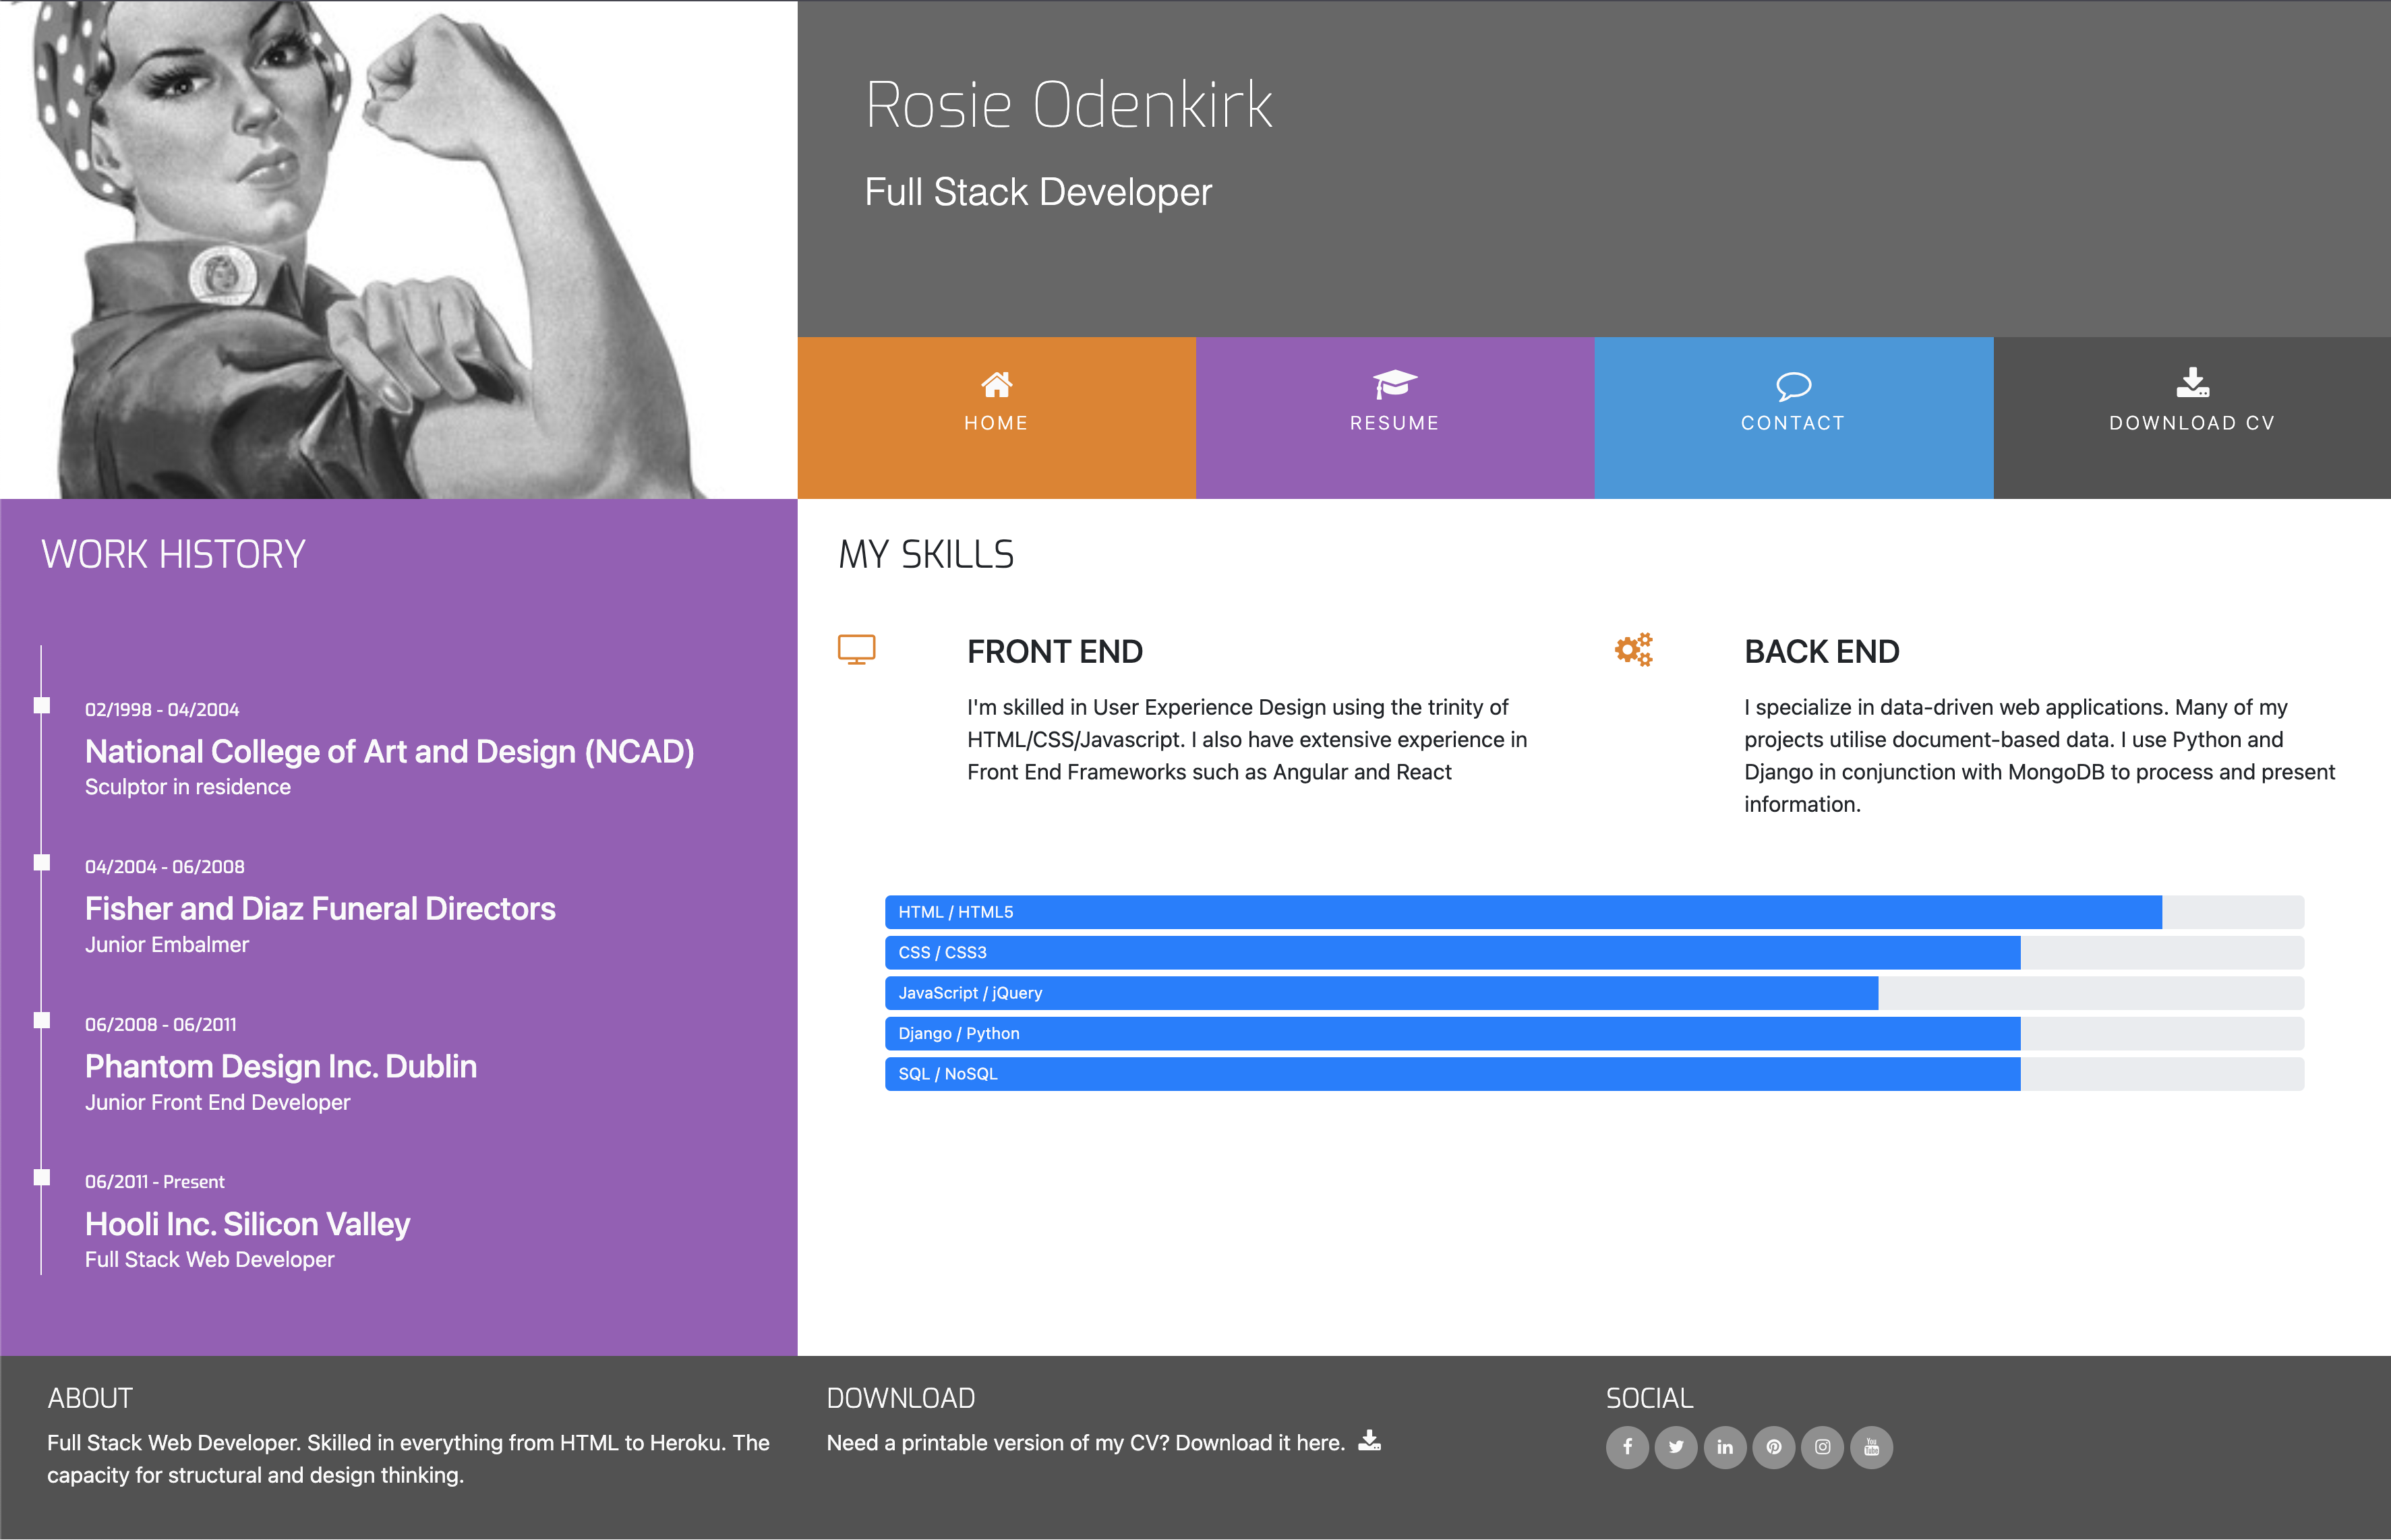 Rosie Odenkirk
Full Stack Developer
HOME
RESUME
CONTACT
DOWNLOAD CV
WORK HISTORY
02/1998 - 04/2004
National College of Art and Design (NCAD)
Sculptor in residence
04/2004 - 06/2008
Fisher and Diaz Funeral Directors
Junior Embalmer
06/2008 - 06/2011
Phantom Design Inc. Dublin
Junior Front End Developer
06/2011 - Present
Hooli Inc. Silicon Valley
Full Stack Web Developer
MY SKILLS
FRONT END
I'm skilled in User Experience Design using the trinity of
HTML/CSS/Javascript. I also have extensive experience in
Front End Frameworks such as Angular and React
BACK END
I specialize in data-driven web applications. Many of my
projects utilise document-based data. I use Python and
Django in conjunction with MongoDB to process and present
information.
HTML / HTML5
CSS / CSS3
JavaScript / jQuery
Django / Python
SQL / NoSQL
ABOUT
Full Stack Web Developer. Skilled in everything from HTML to Heroku. The
capacity for structural and design thinking.
DOWNLOAD
Need a printable version of my CV? Download it here.
SOCIAL
You
Tube